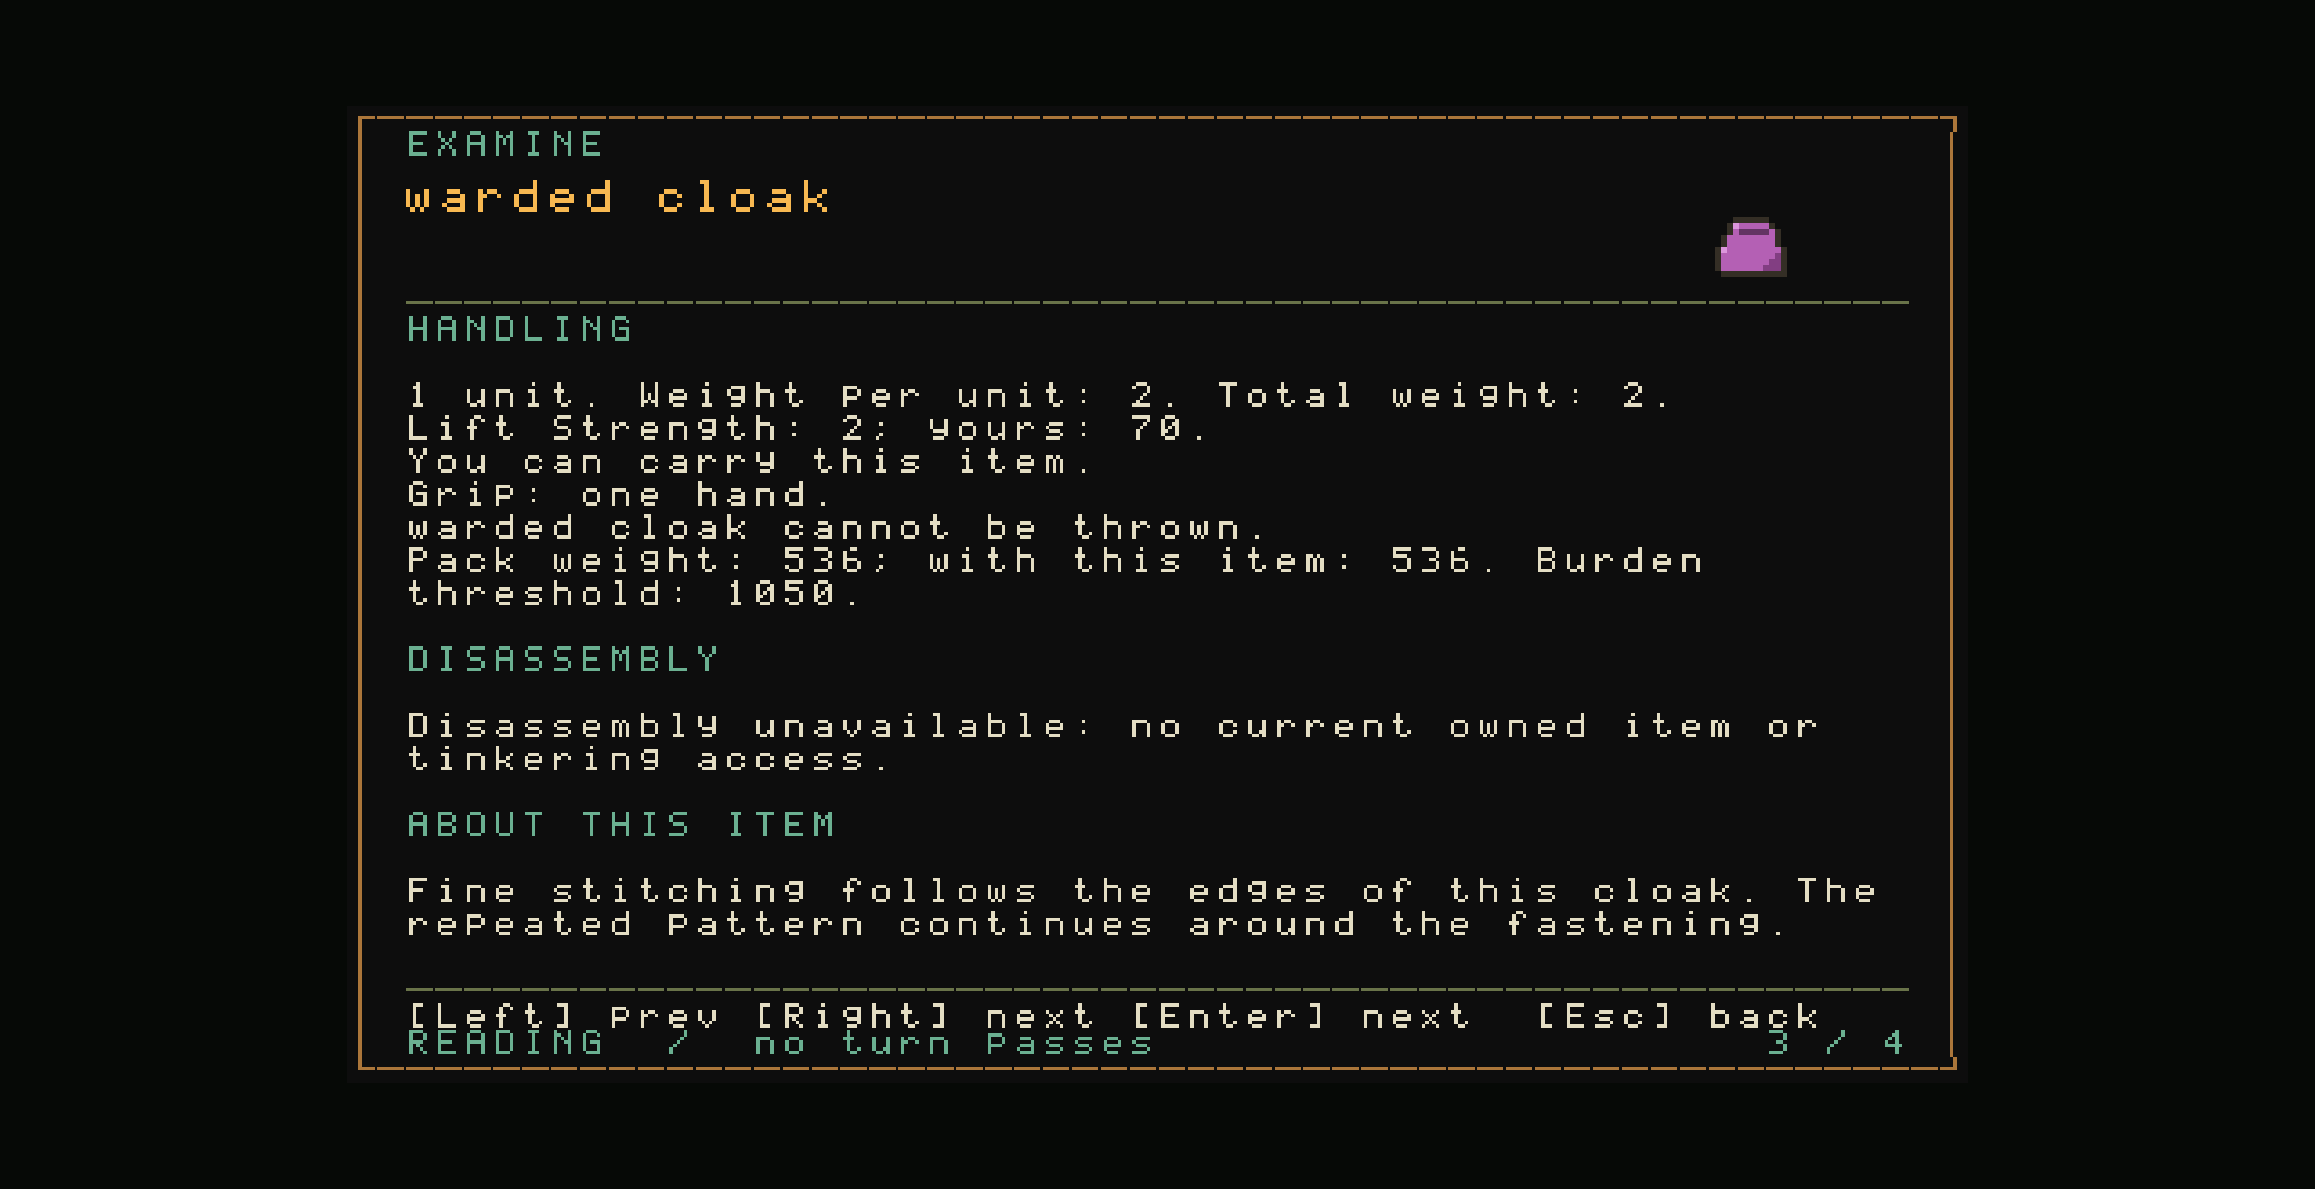 EXAMINE
warded cloak
HANDLING
1 unit. Weight per unit: 2. Total weight: 2.
Lift Strength: 2; yours: 70.
You can carry this item.
Grip: one hand.
warded cloak cannot be thrown.
Pack weight: 536; with this item: 536. Burden
threshold: 1050.
DISASSEMBLY
Disassembly unavailable: no current owned item or
tinkering access.
ABOUT THIS ITEM
Fine stitching follows the edges of this cloak. The
repeated pattern continues around the fastening.
[Left] prev [Right] next [Enter] next [Esc] back
READING / no turn passes 3 / 4